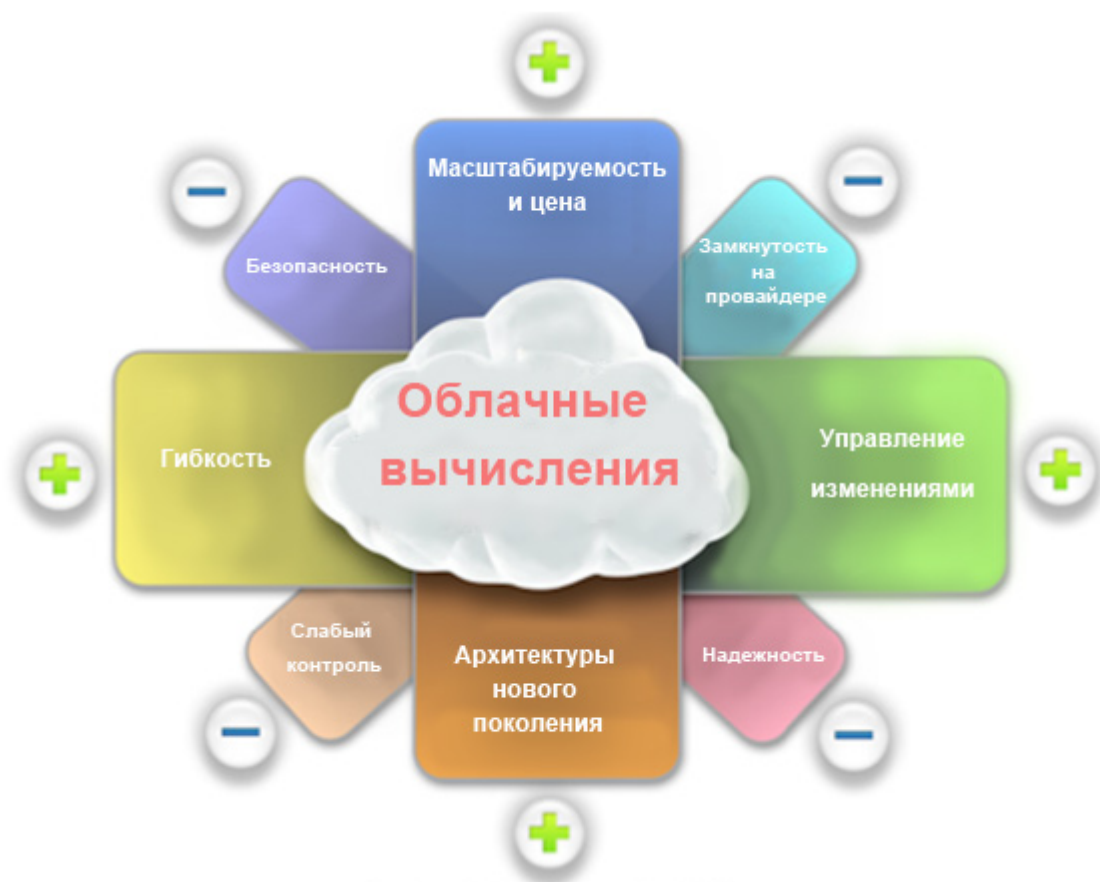 Масштабируемость
и цена
Безопасность
Замкнутость
на
провайдере
Облачные
вычисления
Гибкость
Управление
изменениями
Слабый
контроль
Архитектуры
нового
поколения
Надежность